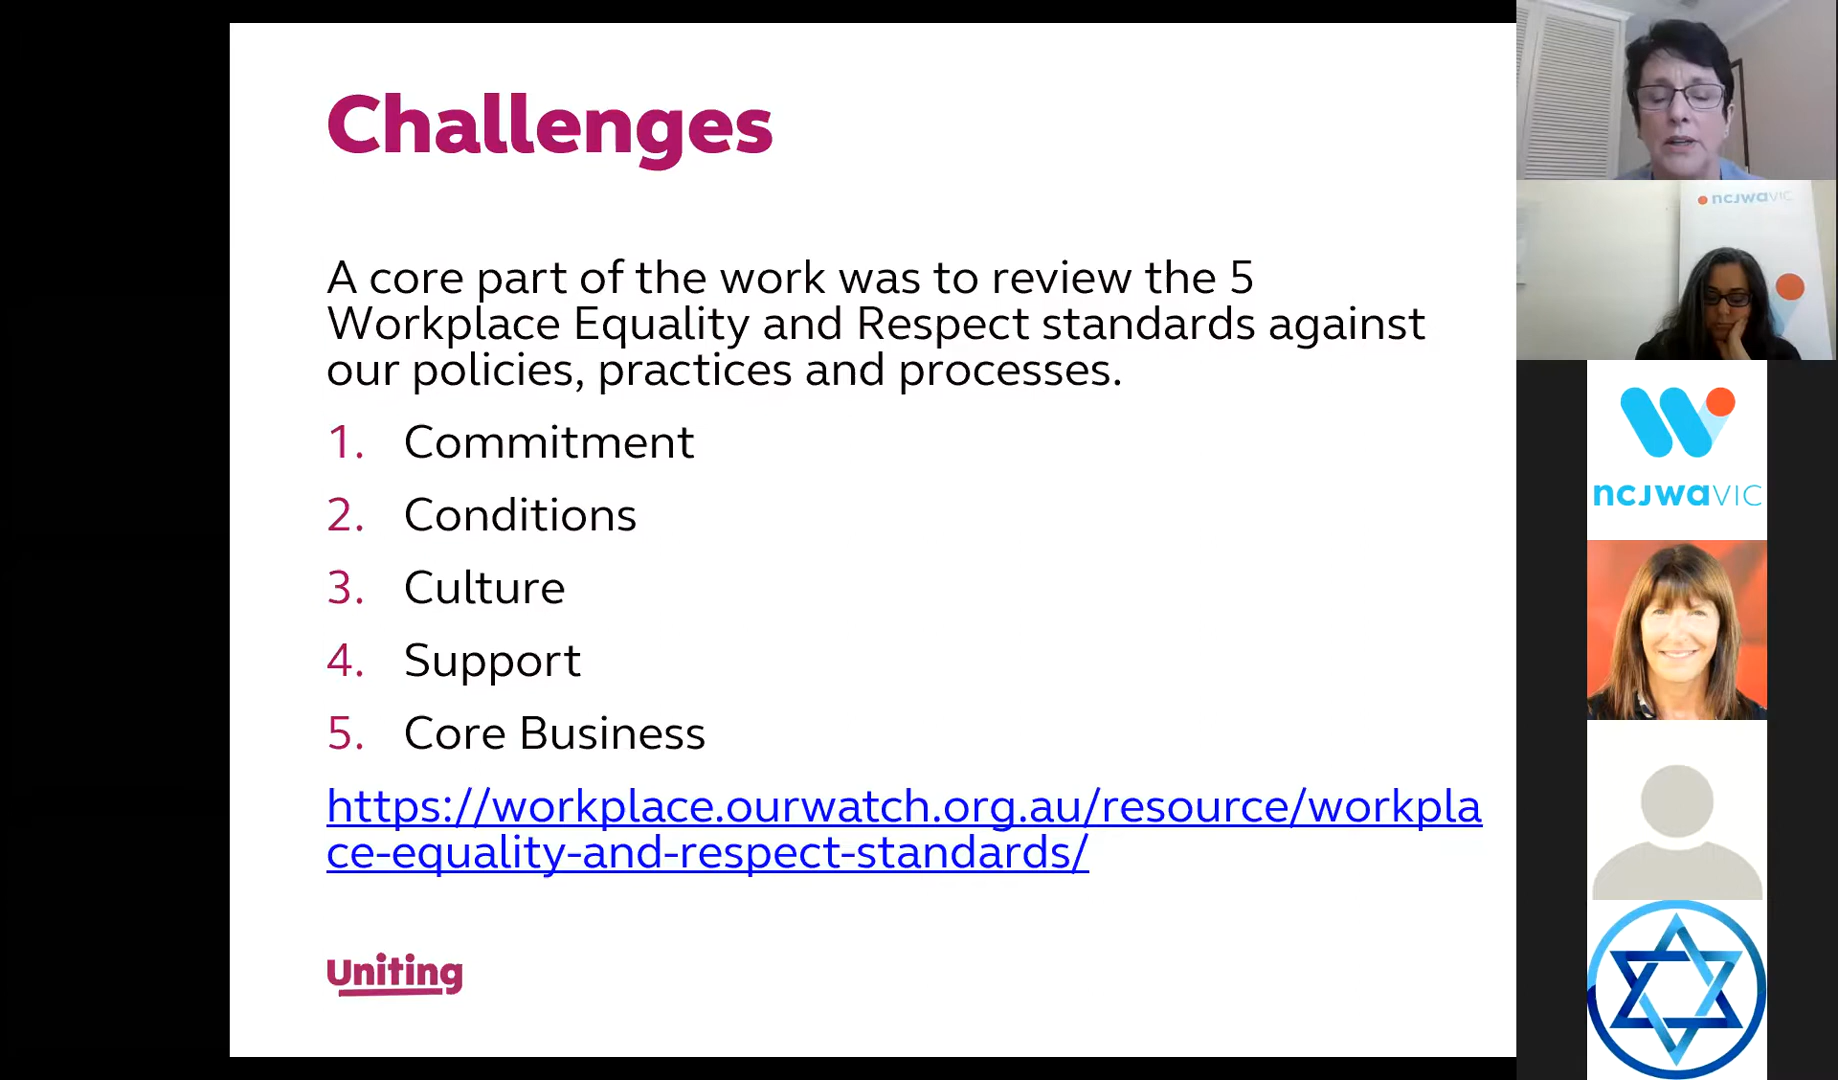 Challenges
A core part of the work was to review the 5
Workplace Equality and Respect standards against
our policies, practices and processes.
1. Commitment
2. Conditions
3. Culture
4. Support
5. Core Business
https://workplace.ourwatch.org.au/resource/workpla
ce-equality-and-respect-standards/
Uniting
ncjwaVIC
ncjwaVIC